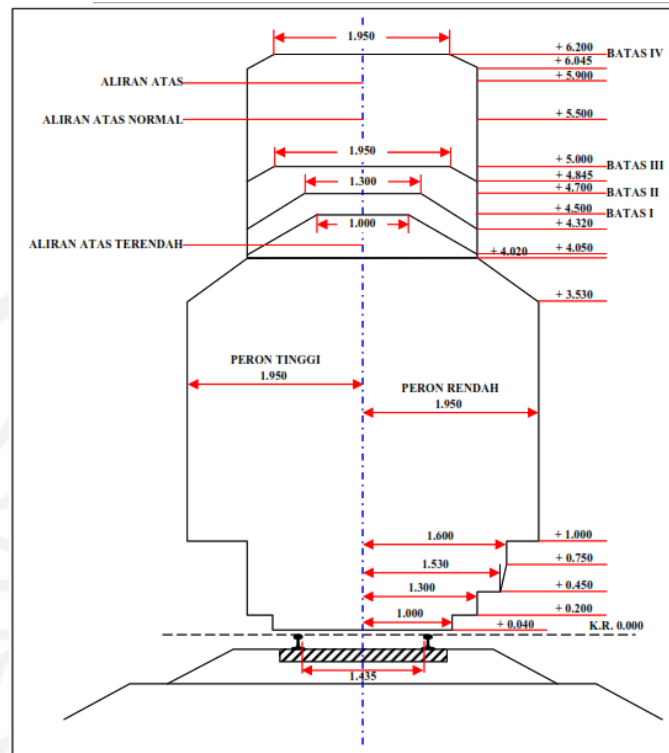 1.950
+ 6.200 BATAS IV
+ 6.045
ALIRAN ATAS
+ 5.900
ALIRAN ATAS NORMAL
+ 5.500
1.950
+ 5.000 BATAS III
+ 4.845
1.300
+ 4.700 BATAS II
+ 4.500 BATAS I
1.000
+ 4.320
ALIRAN ATAS TERENDAH
+ 4.050
+ 4.020
+ 3.530
PERON TINGGI
1.950
PERON RENDAH
1.950
1.600
+ 1.000
1.530
+ 0.750
1.300
+ 0.450
1.000
+ 0.200
+ 0.040
K.R. 0.000
1.435